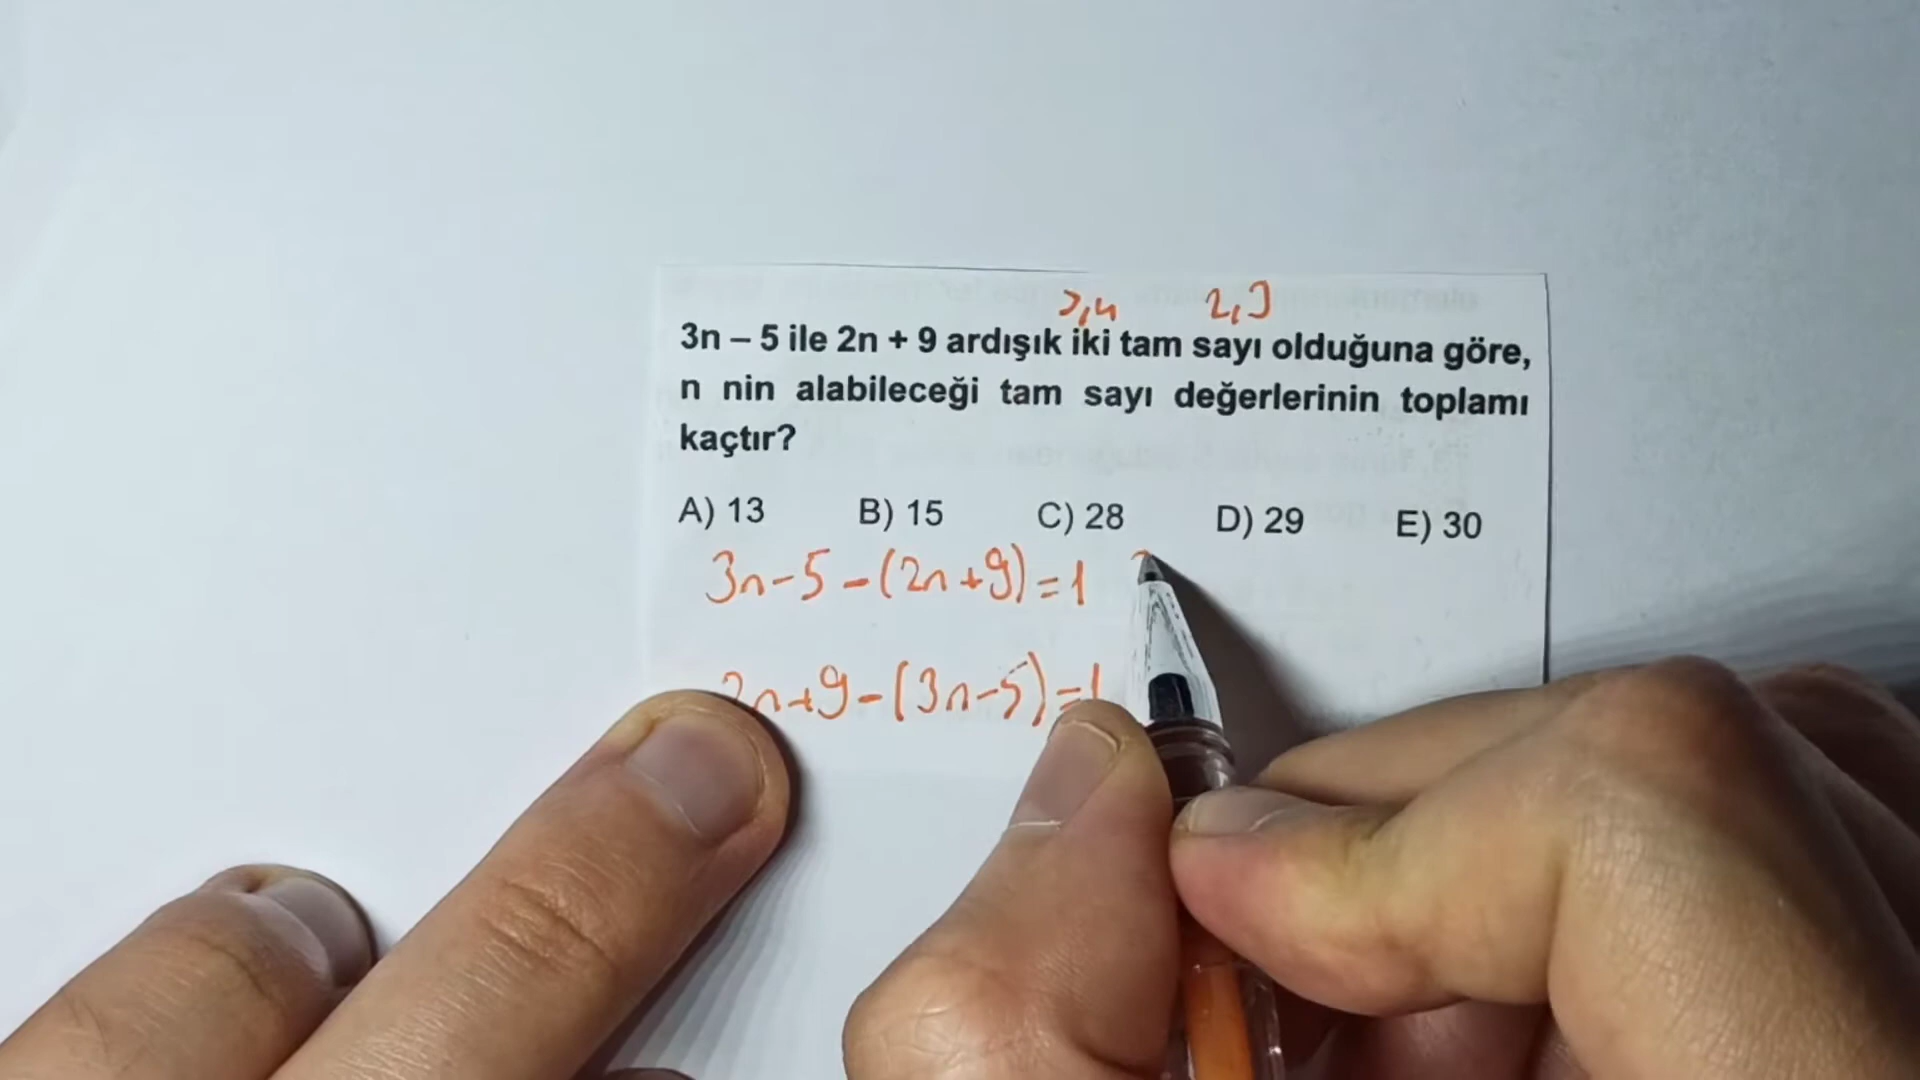 3,4 2,3
3n – 5 ile 2n + 9 ardışık iki tam sayı olduğuna göre,
n nin alabileceği tam sayı değerlerinin toplamı
kaçtır?
A) 13 B) 15 C) 28 D) 29 E) 30
3n-5-(2n+9)=1
2n+9-(3n-5)=1